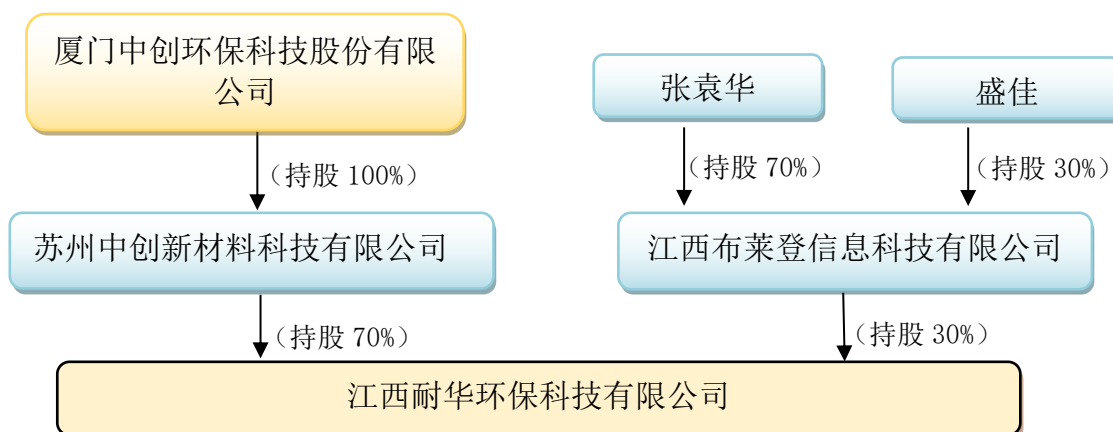 厦门中创环保科技股份有限
公司
张袁华
盛佳
（持股 100%）
（持股 70%）
（持股 30%）
苏州中创新材料科技有限公司
江西布莱登信息科技有限公司
（持股 70%）
（持股 30%）
江西耐华环保科技有限公司